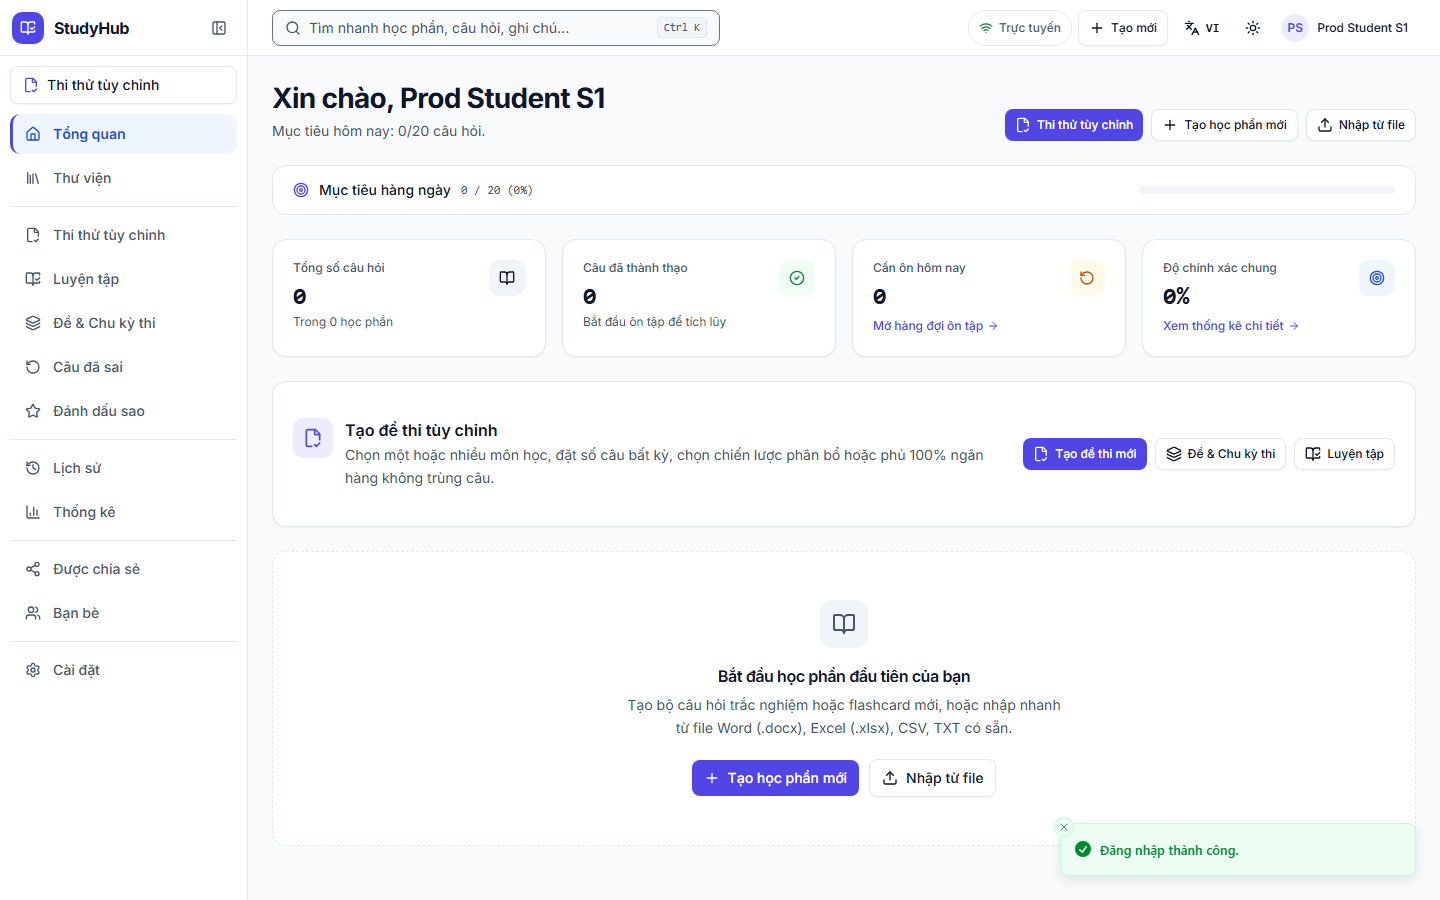 StudyHub
Tìm nhanh học phần, câu hỏi, ghi chú...
Ctrl K
Trực tuyến
Tạo mới
VI
PS
Prod Student S1
Thi thử tùy chỉnh
Tổng quan
Thư viện
Thi thử tùy chỉnh
Luyện tập
Đề & Chu kỳ thi
Câu đã sai
Đánh dấu sao
Lịch sử
Thống kê
Được chia sẻ
Bạn bè
Cài đặt
Xin chào, Prod Student S1
Mục tiêu hôm nay: 0/20 câu hỏi.
Thi thử tùy chỉnh
Tạo học phần mới
Nhập từ file
Mục tiêu hàng ngày 0 / 20 (0%)
Tổng số câu hỏi
0
Trong 0 học phần
Câu đã thành thạo
0
Bắt đầu ôn tập để tích lũy
Cần ôn hôm nay
0
Mở hàng đợi ôn tập →
Độ chính xác chung
0%
Xem thống kê chi tiết →
Tạo đề thi tùy chỉnh
Chọn một hoặc nhiều môn học, đặt số câu bất kỳ, chọn chiến lược phân bổ hoặc phủ 100% ngân
hàng không trùng câu.
Tạo đề thi mới
Đề & Chu kỳ thi
Luyện tập
Bắt đầu học phần đầu tiên của bạn
Tạo bộ câu hỏi trắc nghiệm hoặc flashcard mới, hoặc nhập nhanh
từ file Word (.docx), Excel (.xlsx), CSV, TXT có sẵn.
Tạo học phần mới
Nhập từ file
Đăng nhập thành công.